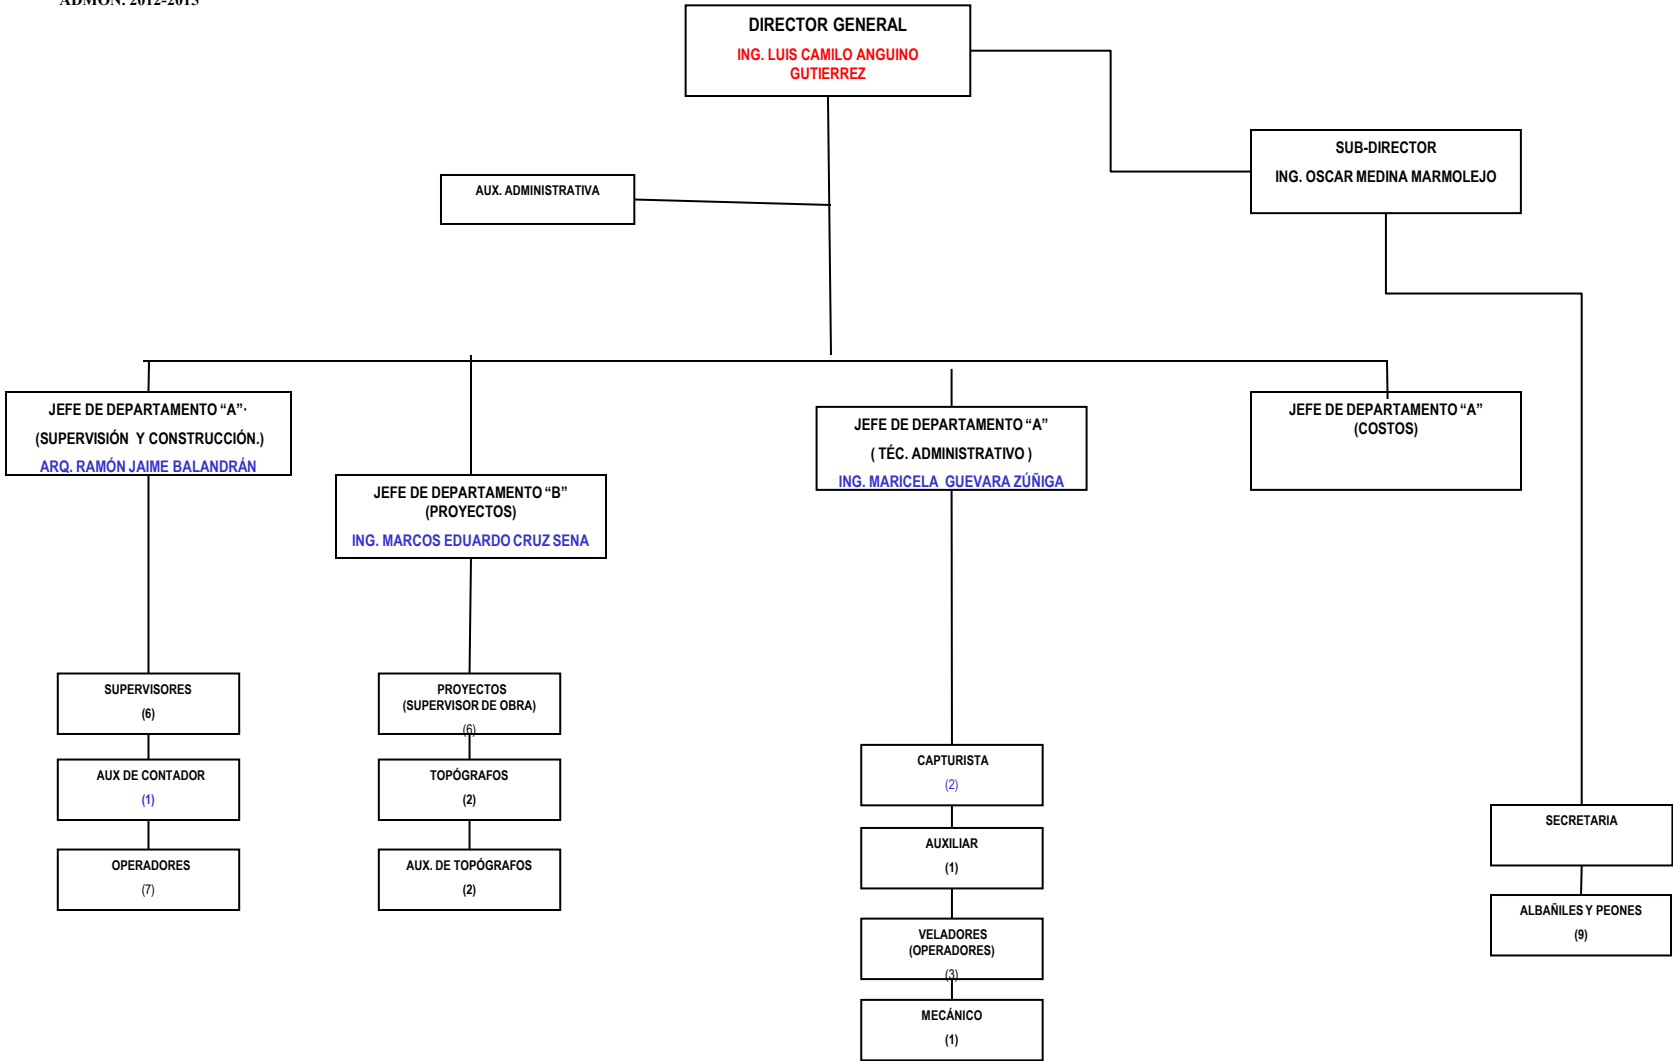 ADMON. 2012-2015
DIRECTOR GENERAL
ING. LUIS CAMILO ANGUINO
GUTIERREZ
SUB-DIRECTOR
ING. OSCAR MEDINA MARMOLEJO
AUX. ADMINISTRATIVA
JEFE DE DEPARTAMENTO “A”·
(SUPERVISIÓN Y CONSTRUCCIÓN.)
ARQ. RAMÓN JAIME BALANDRÁN
JEFE DE DEPARTAMENTO “B”
(PROYECTOS)
ING. MARCOS EDUARDO CRUZ SENA
JEFE DE DEPARTAMENTO “A”
( TÉC. ADMINISTRATIVO )
ING. MARICELA GUEVARA ZÚÑIGA
JEFE DE DEPARTAMENTO “A”
(COSTOS)
SUPERVISORES
(6)
AUX DE CONTADOR
(1)
OPERADORES
(7)
PROYECTOS
(SUPERVISOR DE OBRA)
(6)
TOPÓGRAFOS
(2)
AUX. DE TOPÓGRAFOS
(2)
CAPTURISTA
(2)
AUXILIAR
(1)
VELADORES
(OPERADORES)
(3)
MECÁNICO
(1)
SECRETARIA
ALBAÑILES Y PEONES
(9)